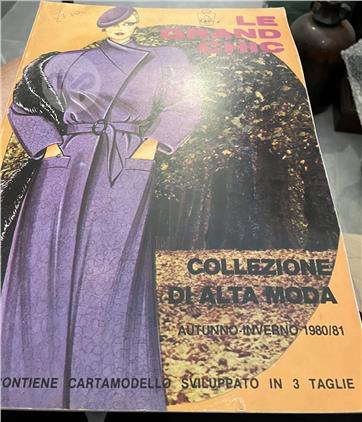 LE
GRAND
CHIC
COLLEZIONE
DI ALTA MODA
AUTUNNO-INVERNO 1980/81
CONTIENE CARTAMODELLO SVILUPPATO IN 3 TAGLIE